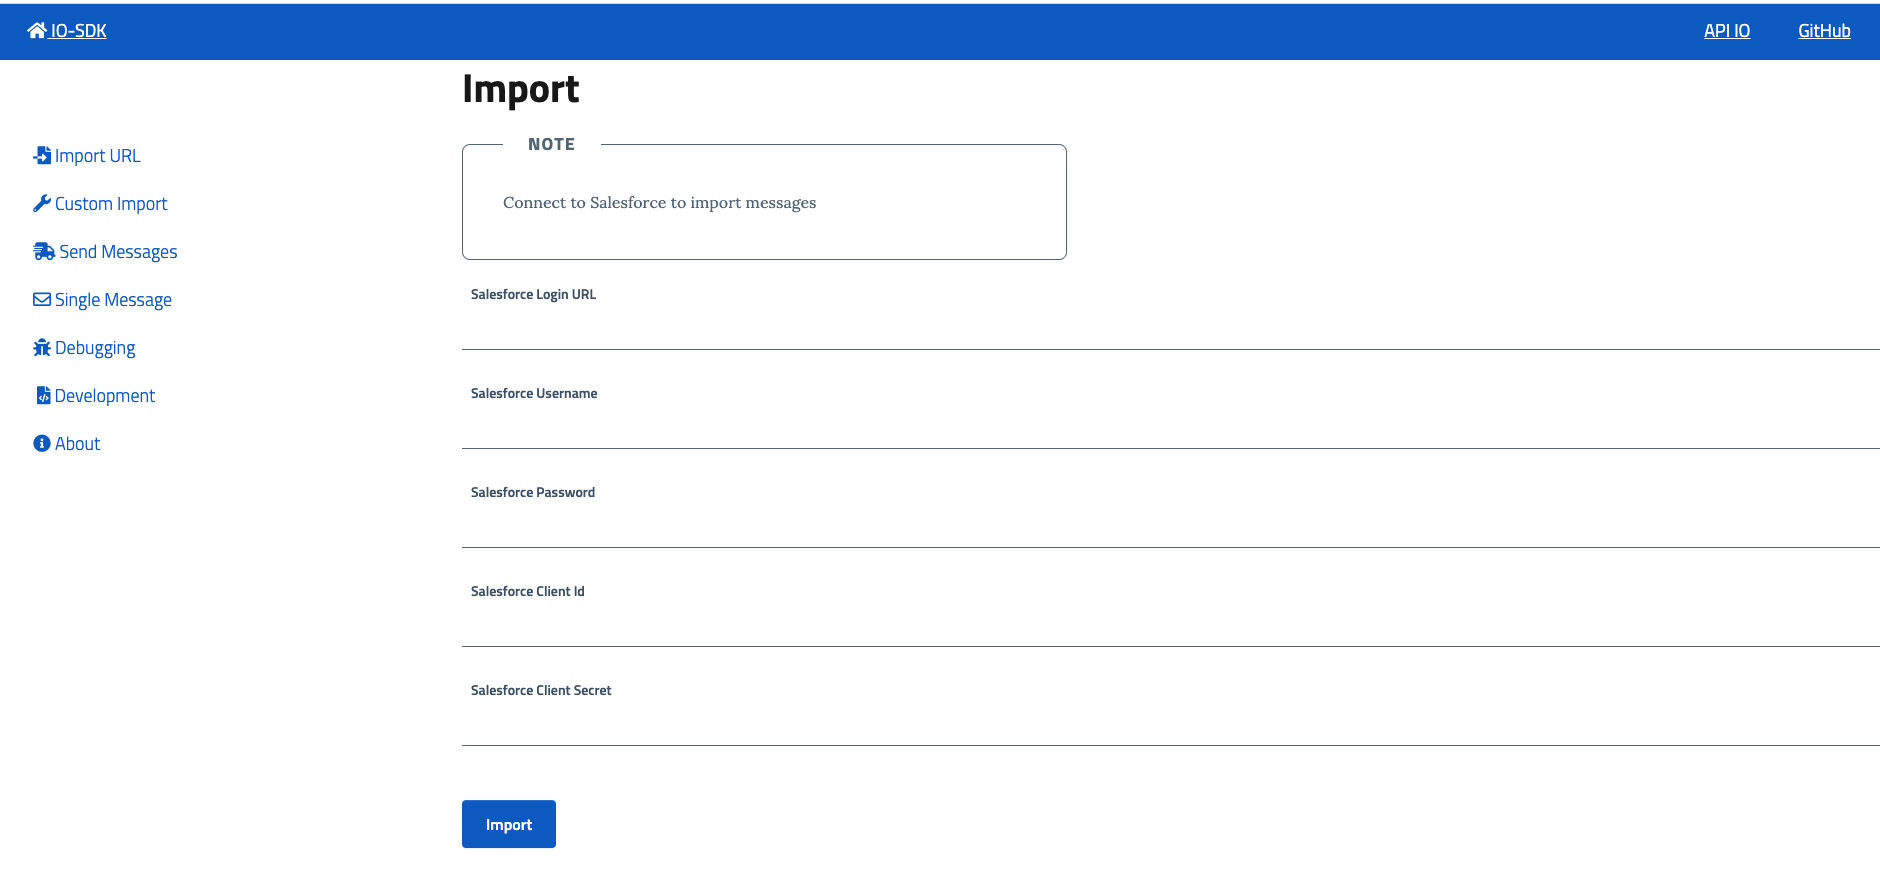 IO-SDK
API IO
GitHub
Import
Import URL
Custom Import
Send Messages
Single Message
Debugging
Development
About
NOTE
Connect to Salesforce to import messages
Salesforce Login URL
Salesforce Username
Salesforce Password
Salesforce Client Id
Salesforce Client Secret
Import